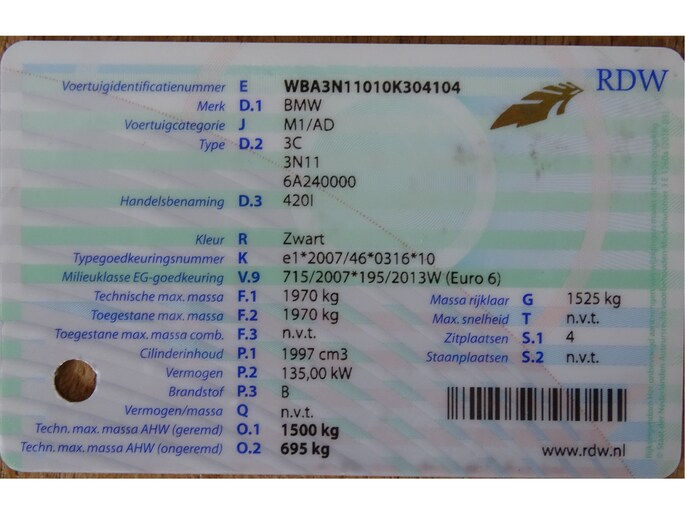 RDW
Voertuigidentificatienummer E WBA3N11010K304104
Merk D.1 BMW
Voertuigcategorie J M1/AD
Type D.2 3C
3N11
6A240000
Handelsbenaming D.3 420I
Kleur R Zwart
Typegoedkeuringsnummer K e1*2007/46*0316*10
Milieuklasse EG-goedkeuring V.9 715/2007*195/2013W (Euro 6)
Technische max. massa F.1 1970 kg Massa rijklaar G 1525 kg
Toegestane max. massa F.2 1970 kg Max. snelheid T n.v.t.
Toegestane max. massa comb. F.3 n.v.t. Zitplaatsen S.1 4
Cilinderinhoud P.1 1997 cm3 Staanplaatsen S.2 n.v.t.
Vermogen P.2 135,00 kW
Brandstof P.3 B
Vermogen/massa Q n.v.t.
Techn. max. massa AHW (geremd) O.1 1500 kg
Techn. max. massa AHW (ongeremd) O.2 695 kg www.rdw.nl